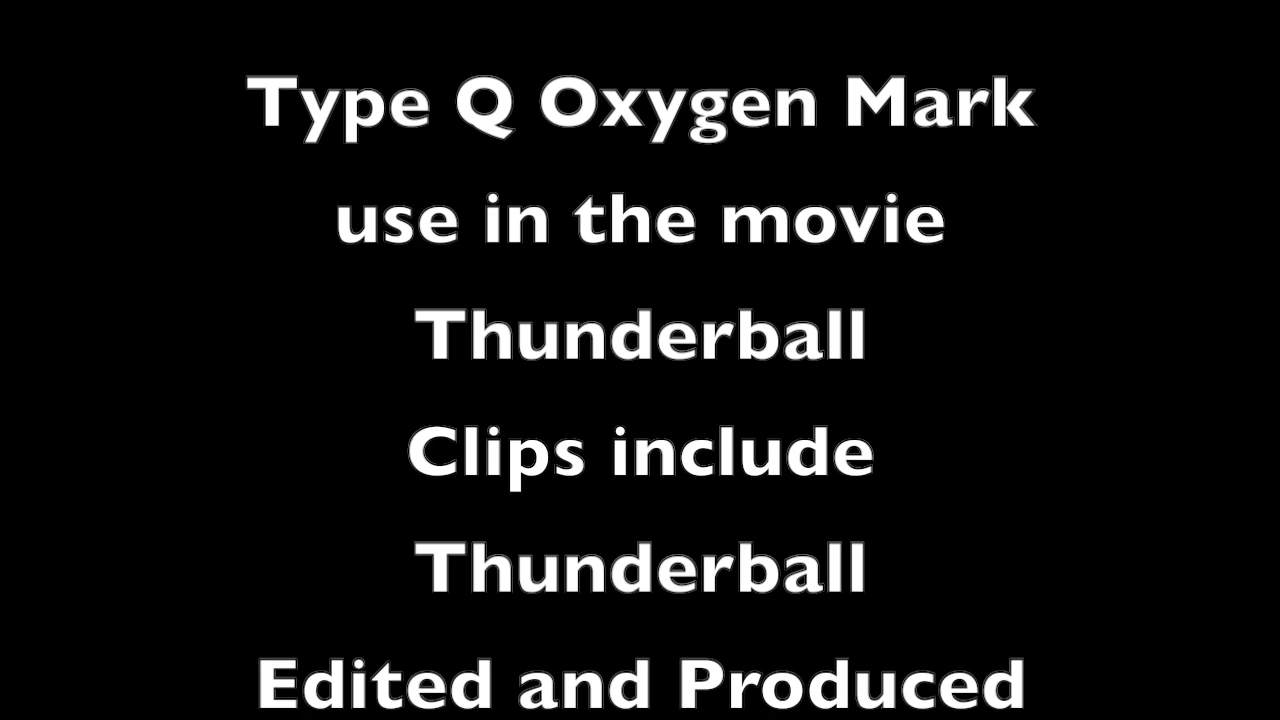 Type Q Oxygen Mark
use in the movie
Thunderball
Clips include
Thunderball
Edited and Produced